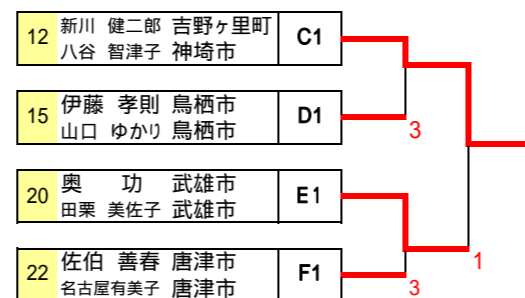 12 新川 健二郎 吉野ヶ里町 C1
八谷 智津子 神埼市
15 伊藤 孝則 鳥栖市 D1
山口 ゆかり 鳥栖市
3
20 奥 功 武雄市 E1
田栗 美佐子 武雄市
1
22 佐伯 善春 唐津市 F1
名古屋有美子 唐津市
3